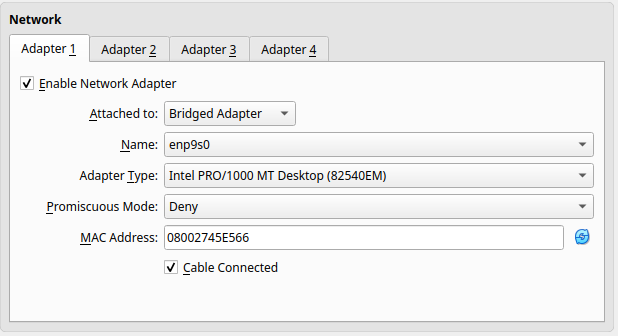 Network
Adapter 1 Adapter 2 Adapter 3 Adapter 4
Enable Network Adapter
Attached to: Bridged Adapter
Name: enp9s0
Adapter Type: Intel PRO/1000 MT Desktop (82540EM)
Promiscuous Mode: Deny
MAC Address: 08002745E566
Cable Connected